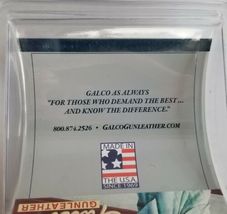 GALCO AS ALWAYS
"FOR THOSE WHO DEMAND THE BEST...
AND KNOW THE DIFFERENCE."
800.874.2526 • GALCOGUNLEATHER.COM
MADE IN
THE U.S.A.
SINCE 1969
GUNLEATHER